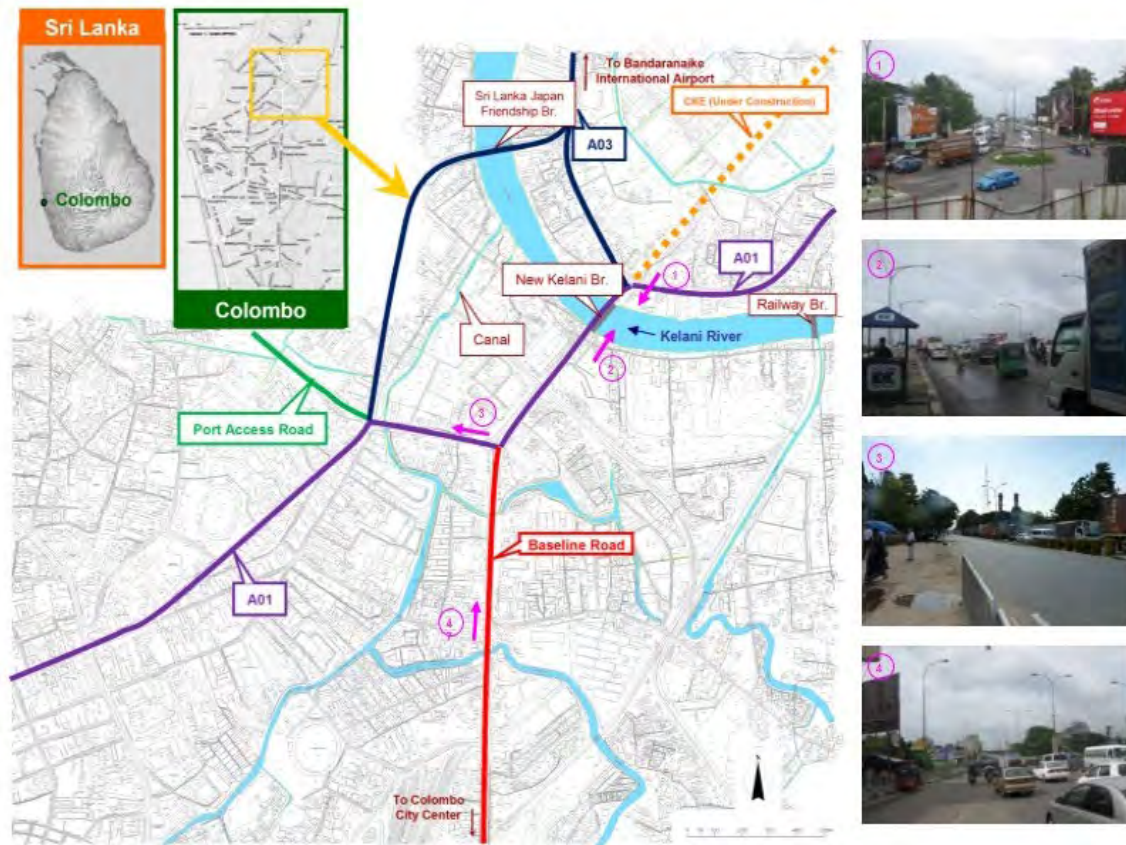 Sri Lanka
Colombo
Colombo
To Bandaranaike
International Airport
Sri Lanka Japan
Friendship Br.
CKE (Under Construction)
A03
A01
New Kelani Br.
Railway Br.
Kelani River
Canal
Port Access Road
Baseline Road
A01
To Colombo
City Center
1
2
3
4
7
1
2
3
4